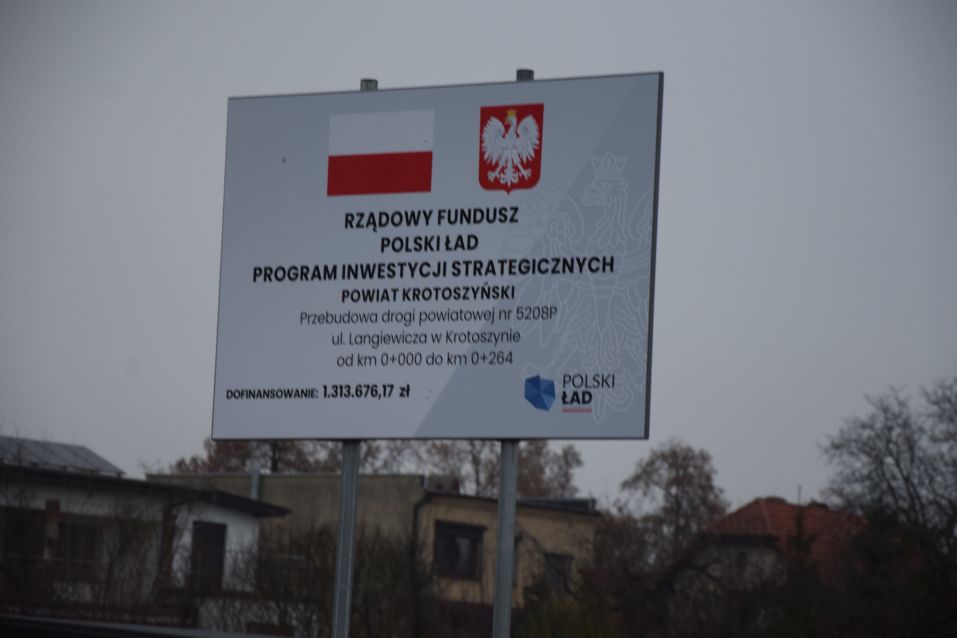 RZĄDOWY FUNDUSZ
POLSKI ŁAD
PROGRAM INWESTYCJI STRATEGICZNYCH
POWIAT KROTOSZYŃSKI
Przebudowa drogi powiatowej nr 5208P
ul. Langiewicza w Krotoszynie
od km 0+000 do km 0+264
DOFINANSOWANIE: 1.313.676,17 zł
POLSKI
ŁAD